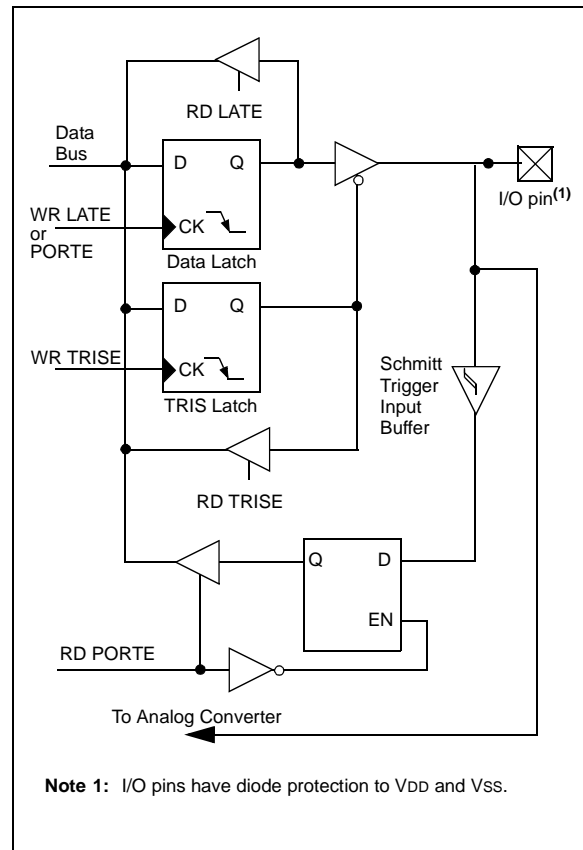 RD LATE
Data
Bus
D Q
I/O pin(1)
WR LATE
or
PORTE
CK
Data Latch
D Q
WR TRISE
CK
TRIS Latch
Schmitt
Trigger
Input
Buffer
RD TRISE
Q D
EN
RD PORTE
To Analog Converter
Note 1: I/O pins have diode protection to VDD and VSS.